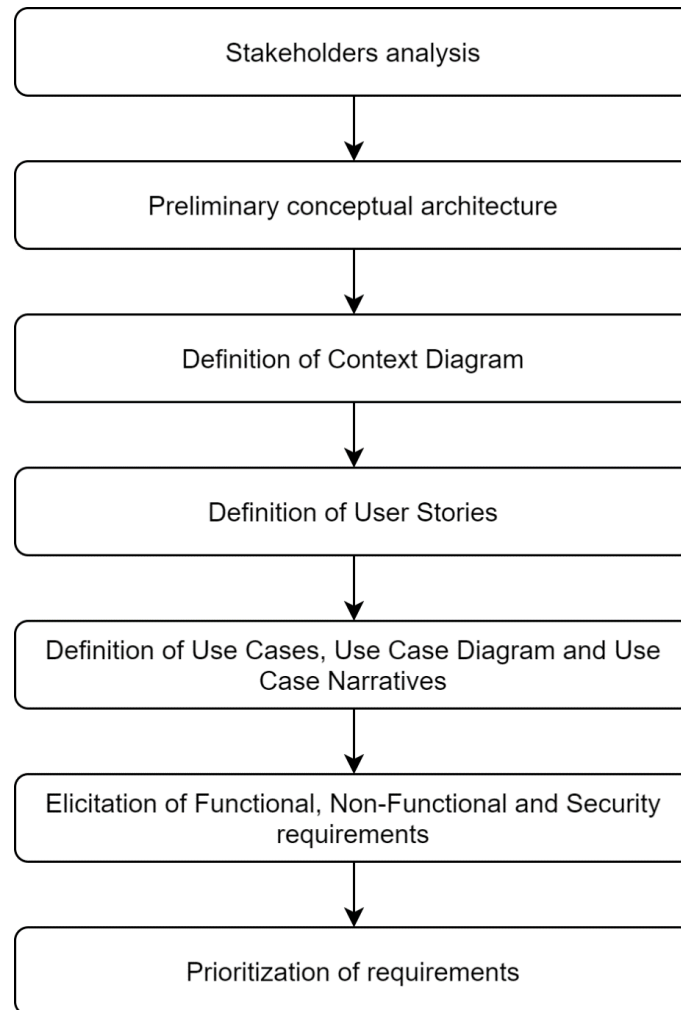 Stakeholders analysis
Preliminary conceptual architecture
Definition of Context Diagram
Definition of User Stories
Definition of Use Cases, Use Case Diagram and Use
Case Narratives
Elicitation of Functional, Non-Functional and Security
requirements
Prioritization of requirements